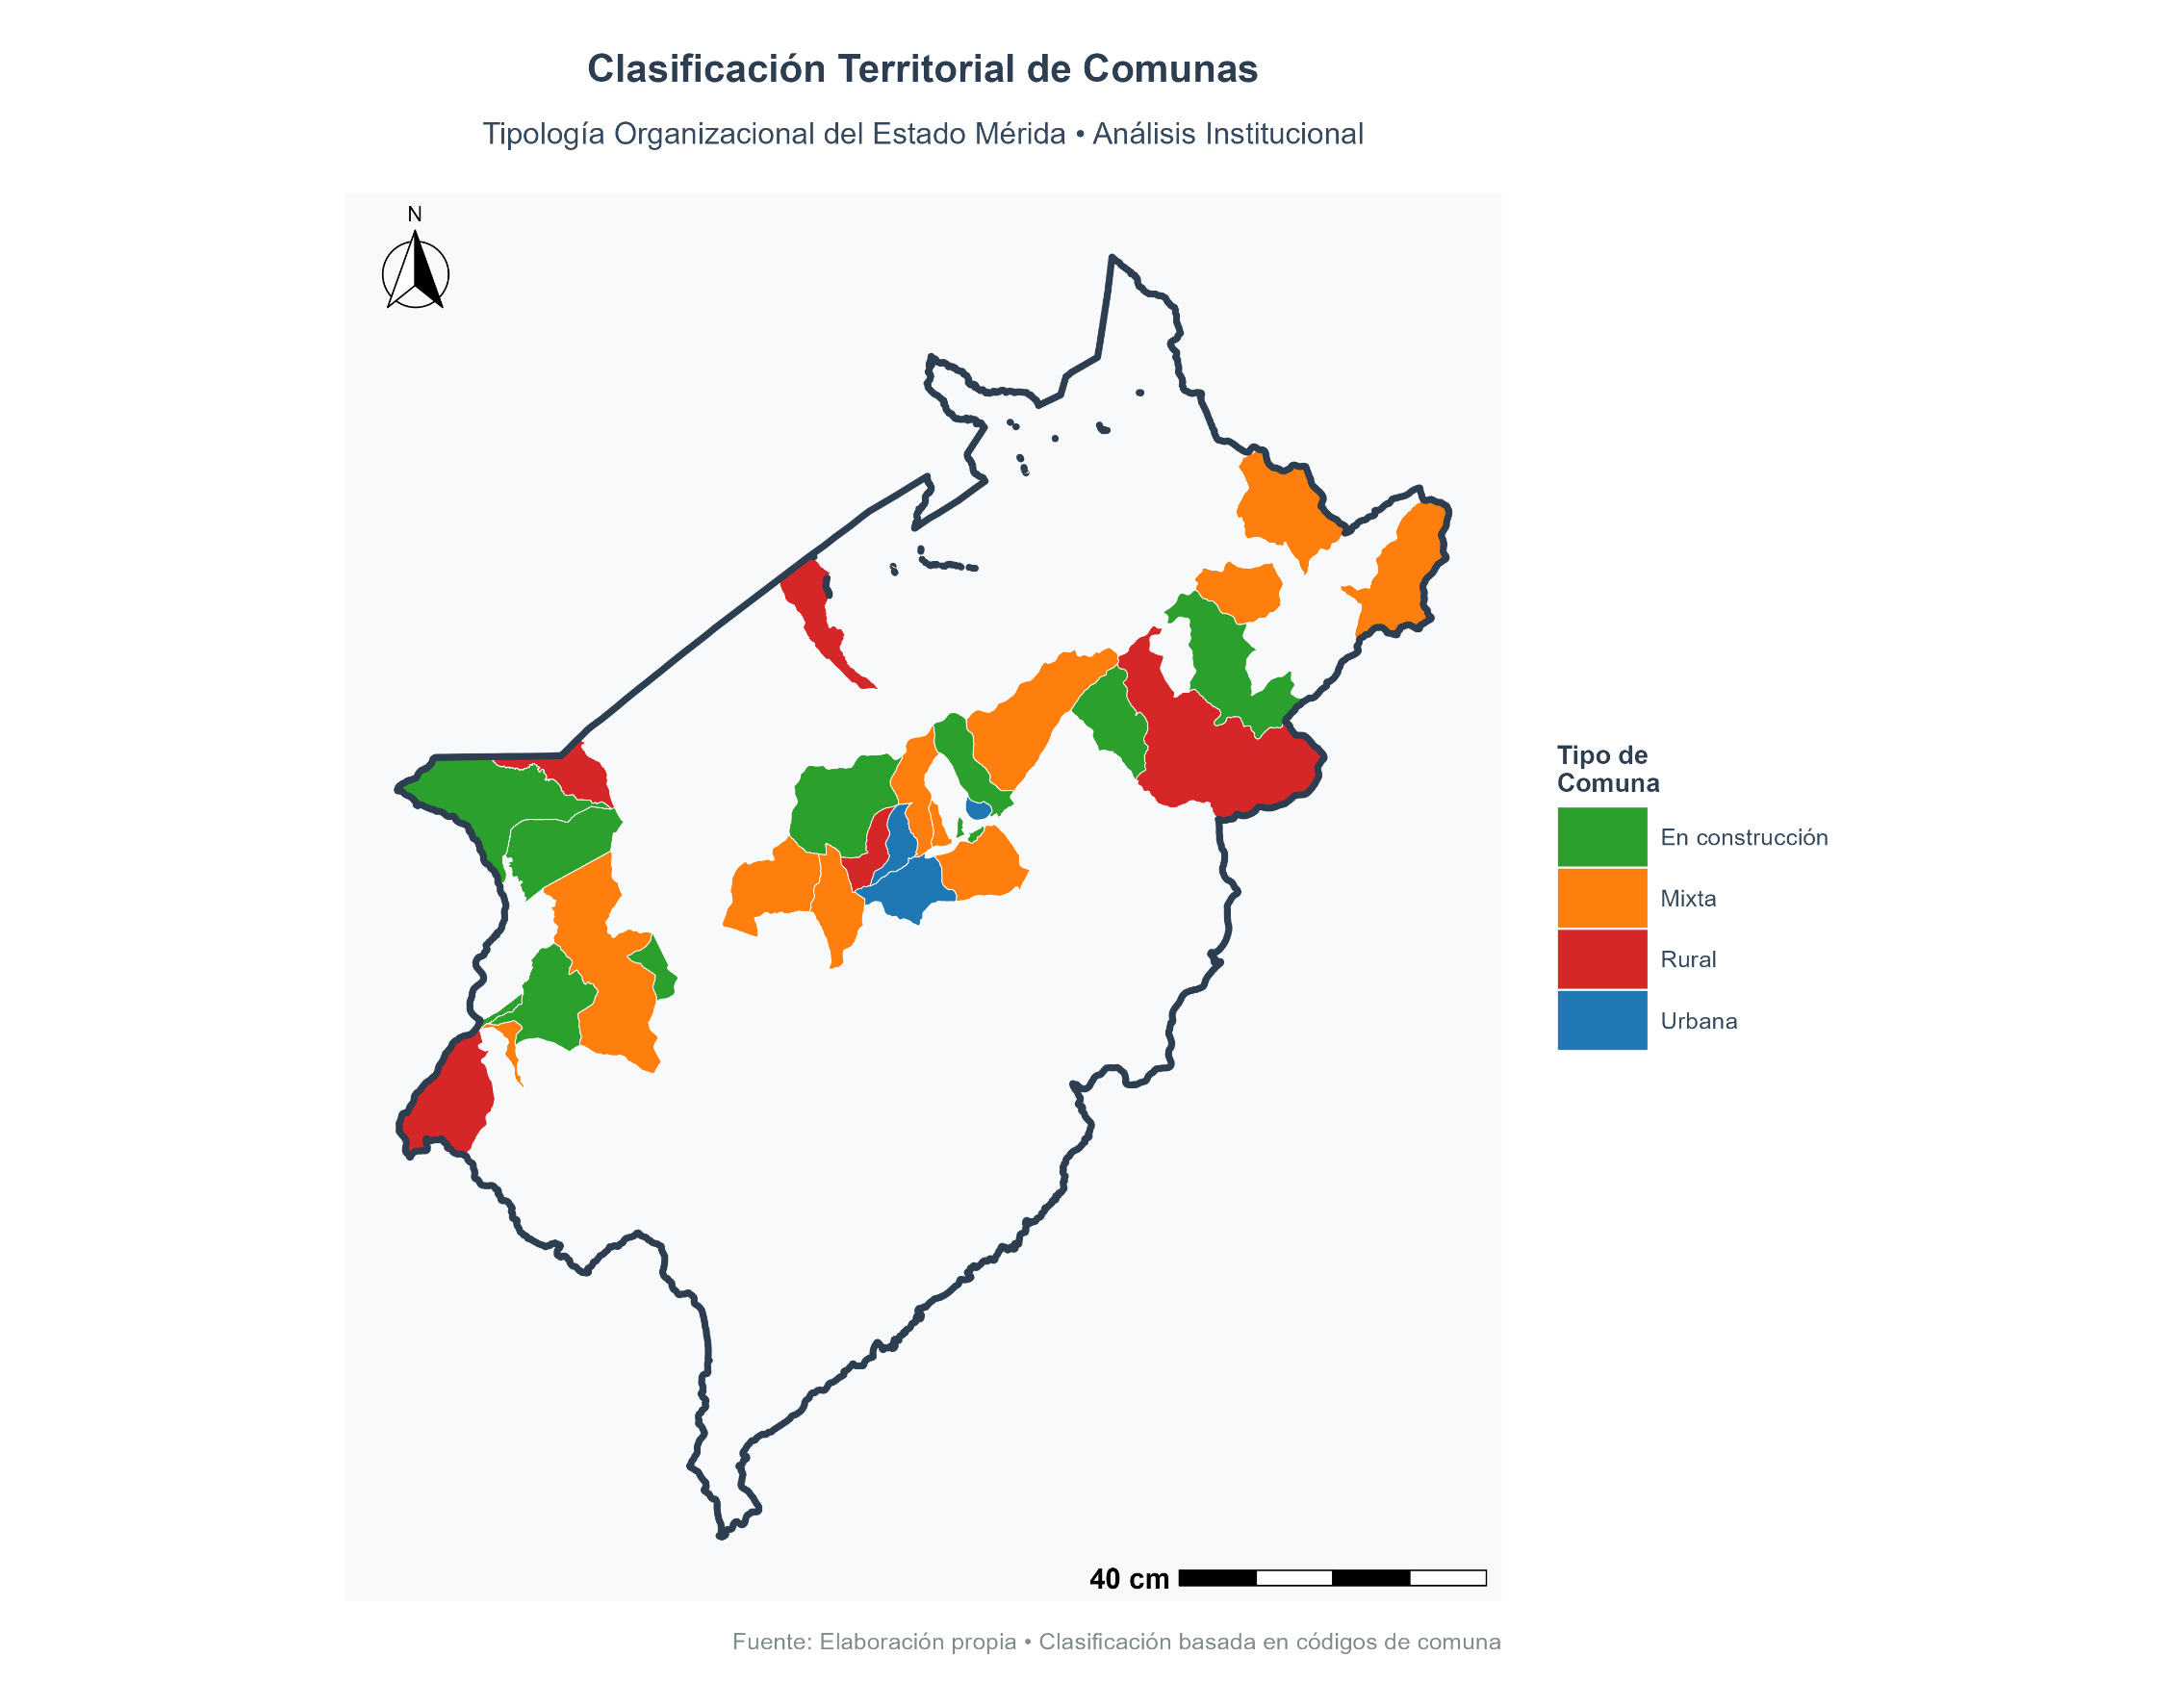 Clasificación Territorial de Comunas
Tipología Organizacional del Estado Mérida • Análisis Institucional
N
Tipo de
Comuna
En construcción
Mixta
Rural
Urbana
40 cm
Fuente: Elaboración propia • Clasificación basada en códigos de comuna